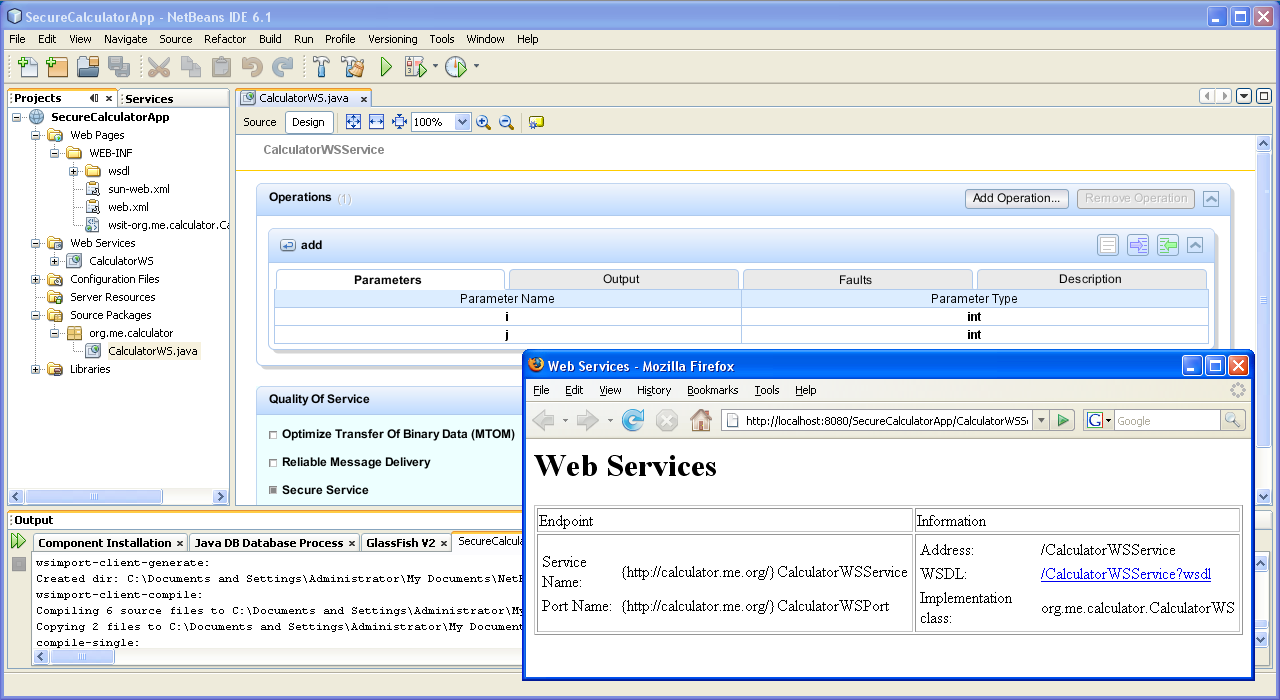 SecureCalculatorApp - NetBeans IDE 6.1
File Edit View Navigate Source Refactor Build Run Profile Versioning Tools Window Help
Projects
Services
SecureCalculatorApp
Web Pages
WEB-INF
wsdl
sun-web.xml
web.xml
wsit-org.me.calculator.Ca
Web Services
CalculatorWS
Configuration Files
Server Resources
Source Packages
org.me.calculator
CalculatorWS.java
Libraries
CalculatorWS.java
Source Design 100%
CalculatorWSService
Operations (1) Add Operation... Remove Operation
add
Parameters Output Faults Description
Parameter Name Parameter Type
i int
j int
Quality Of Service
Optimize Transfer Of Binary Data (MTOM)
Reliable Message Delivery
Secure Service
Web Services - Mozilla Firefox
File Edit View History Bookmarks Tools Help
http://localhost:8080/SecureCalculatorApp/CalculatorWSS
G Google
Web Services
Endpoint Information
Service Name: {http://calculator.me.org/}CalculatorWSService
Port Name: {http://calculator.me.org/}CalculatorWSPort
Address: /CalculatorWSService
WSDL: /CalculatorWSService?wsdl
Implementation class: org.me.calculator.CalculatorWS
Output
Component Installation Java DB Database Process GlassFish V2 SecureCalcula
wsimport-client-generate:
Created dir: C:\Documents and Settings\Administrator\My Documents\NetB
wsimport-client-compile:
Compiling 6 source files to C:\Documents and Settings\Administrator\My
Copying 2 files to C:\Documents and Settings\Administrator\My Document
compile-single: